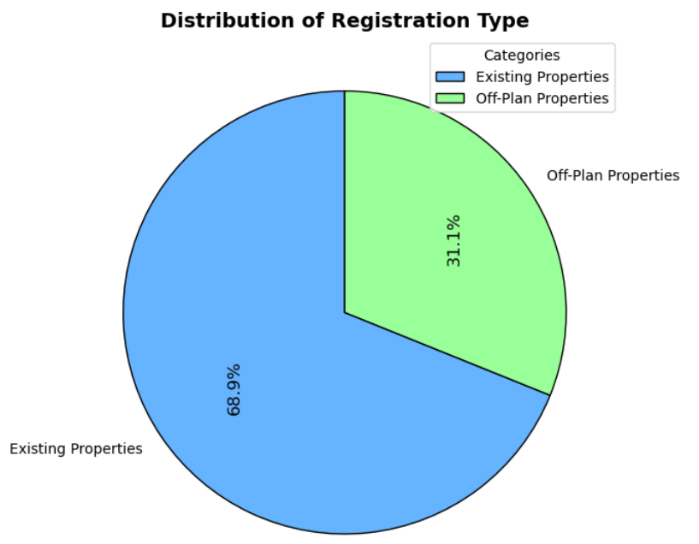 Distribution of Registration Type
Categories
Existing Properties
Off-Plan Properties
Off-Plan Properties
31.1%
68.9%
Existing Properties